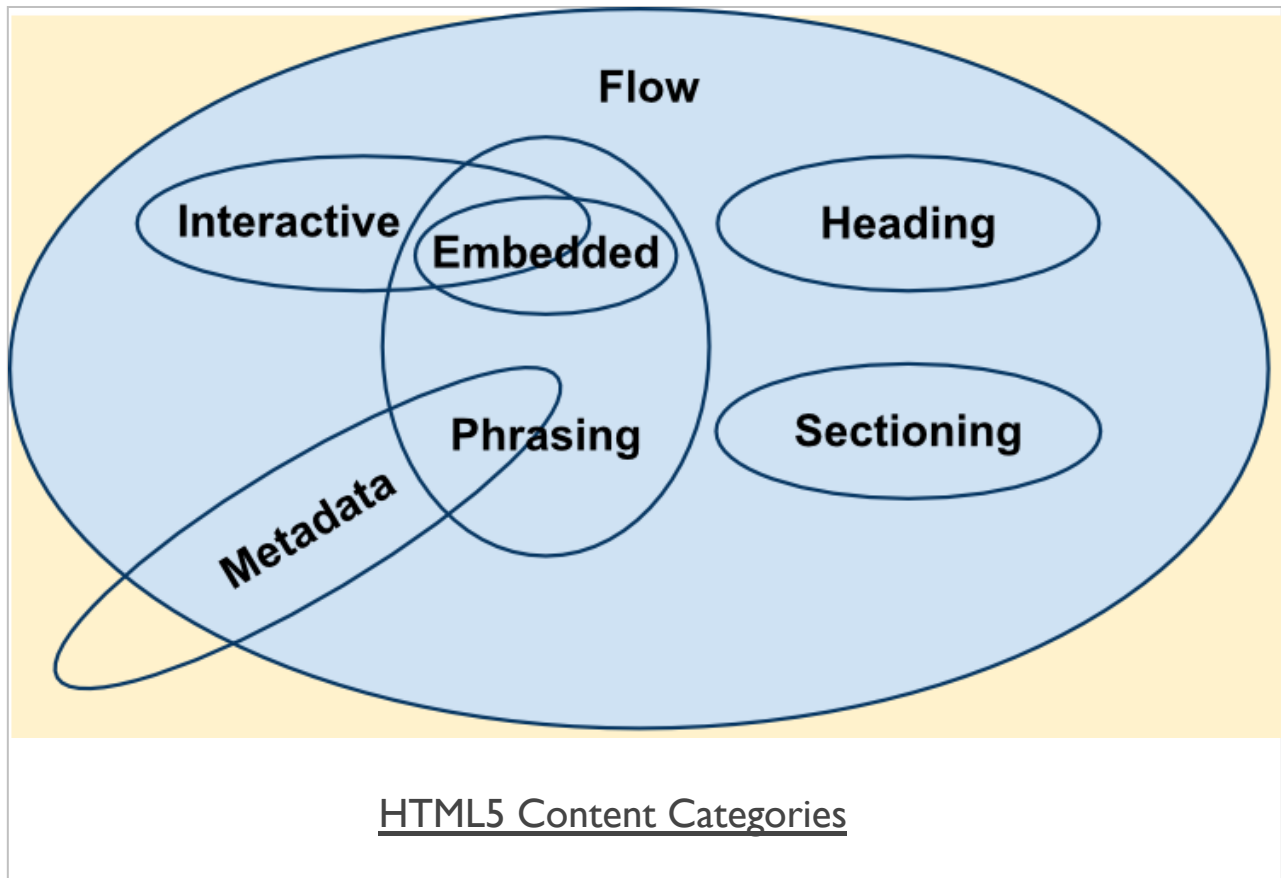 Flow
Interactive
Heading
Embedded
Phrasing
Sectioning
Metadata
HTML5 Content Categories